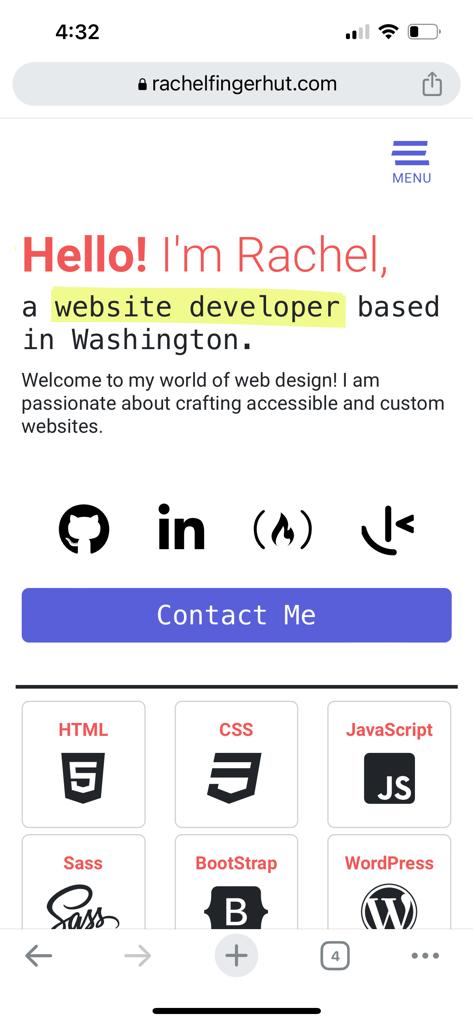 4:32
rachelfingerhut.com
MENU
Hello! I'm Rachel,
a website developer based
in Washington.
Welcome to my world of web design! I am
passionate about crafting accessible and custom
websites.
in
Contact Me
HTML CSS JavaScript
5 JS
Sass BootStrap WordPress
Sass B W
4